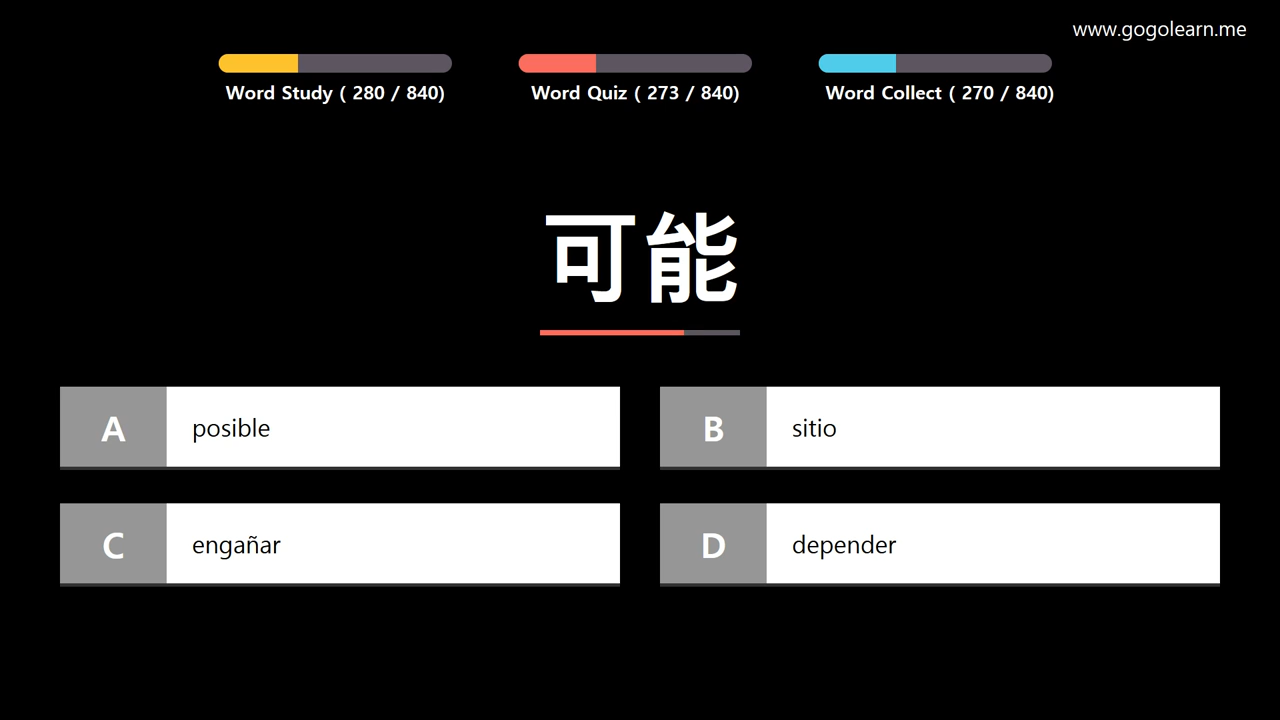 www.gogolearn.me
Word Study ( 280 / 840)
Word Quiz ( 273 / 840)
Word Collect ( 270 / 840)
可能
A posible
B sitio
C engañar
D depender